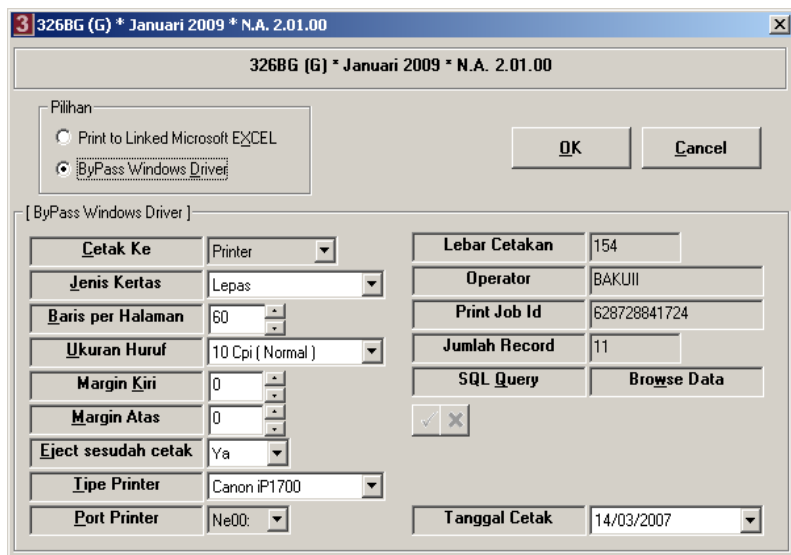 3 326BG (G) * Januari 2009 * N.A. 2.01.00
326BG (G) * Januari 2009 * N.A. 2.01.00
Pilihan
Print to Linked Microsoft EXCEL
ByPass Windows Driver
OK
Cancel
[ ByPass Windows Driver ]
Cetak Ke
Printer
Jenis Kertas
Lepas
Baris per Halaman
60
Ukuran Huruf
10 Cpi ( Normal )
Margin Kiri
0
Margin Atas
0
Eject sesudah cetak
Ya
Tipe Printer
Canon iP1700
Port Printer
Ne00:
Lebar Cetakan
154
Operator
BAKUII
Print Job Id
628728841724
Jumlah Record
11
SQL Query
Browse Data
Tanggal Cetak
14/03/2007